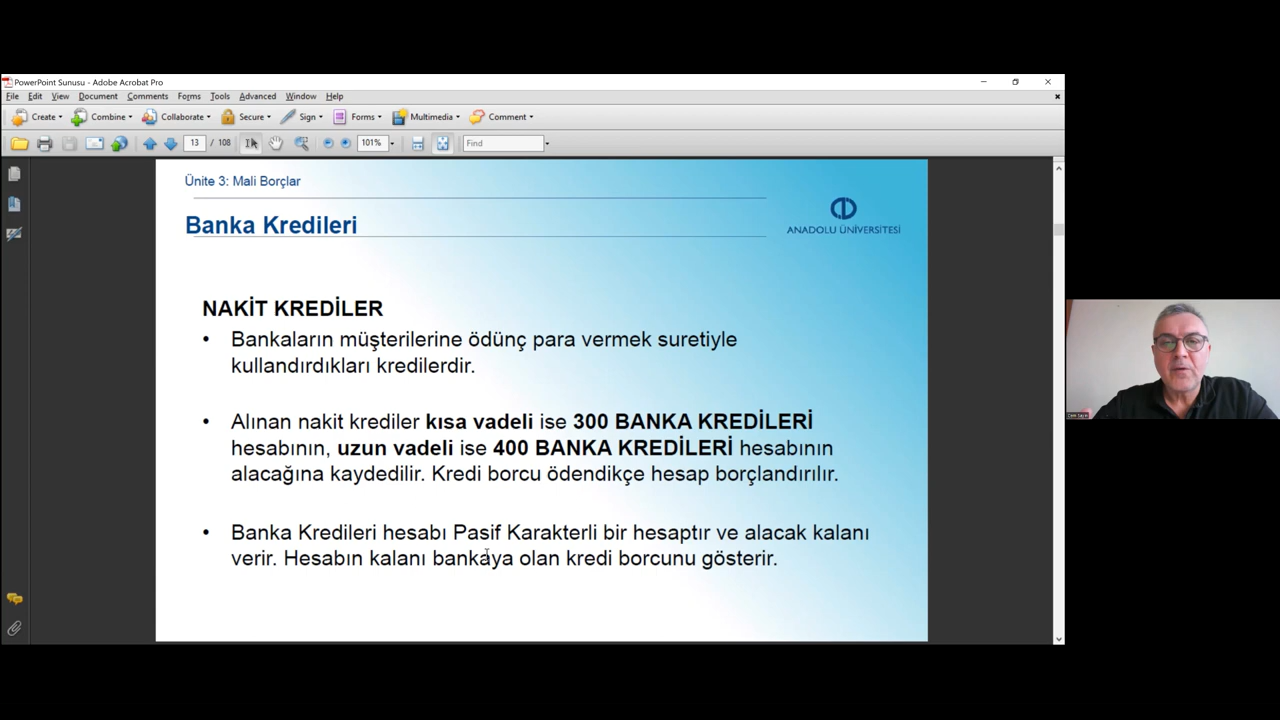 PowerPoint Sunusu - Adobe Acrobat Pro
File Edit View Document Comments Forms Tools Advanced Window Help
Create Combine Collaborate Secure Sign Forms Multimedia Comment
13 / 108 101% Find
Ünite 3: Mali Borçlar
Banka Kredileri
ANADOLU ÜNİVERSİTESİ
NAKİT KREDİLER
• Bankaların müşterilerine ödünç para vermek suretiyle
kullandırdıkları kredilerdir.
• Alınan nakit krediler kısa vadeli ise 300 BANKA KREDİLERİ
hesabının, uzun vadeli ise 400 BANKA KREDİLERİ hesabının
alacağına kaydedilir. Kredi borcu ödendikçe hesap borçlandırılır.
• Banka Kredileri hesabı Pasif Karakterli bir hesaptır ve alacak kalanı
verir. Hesabın kalanı bankaya olan kredi borcunu gösterir.